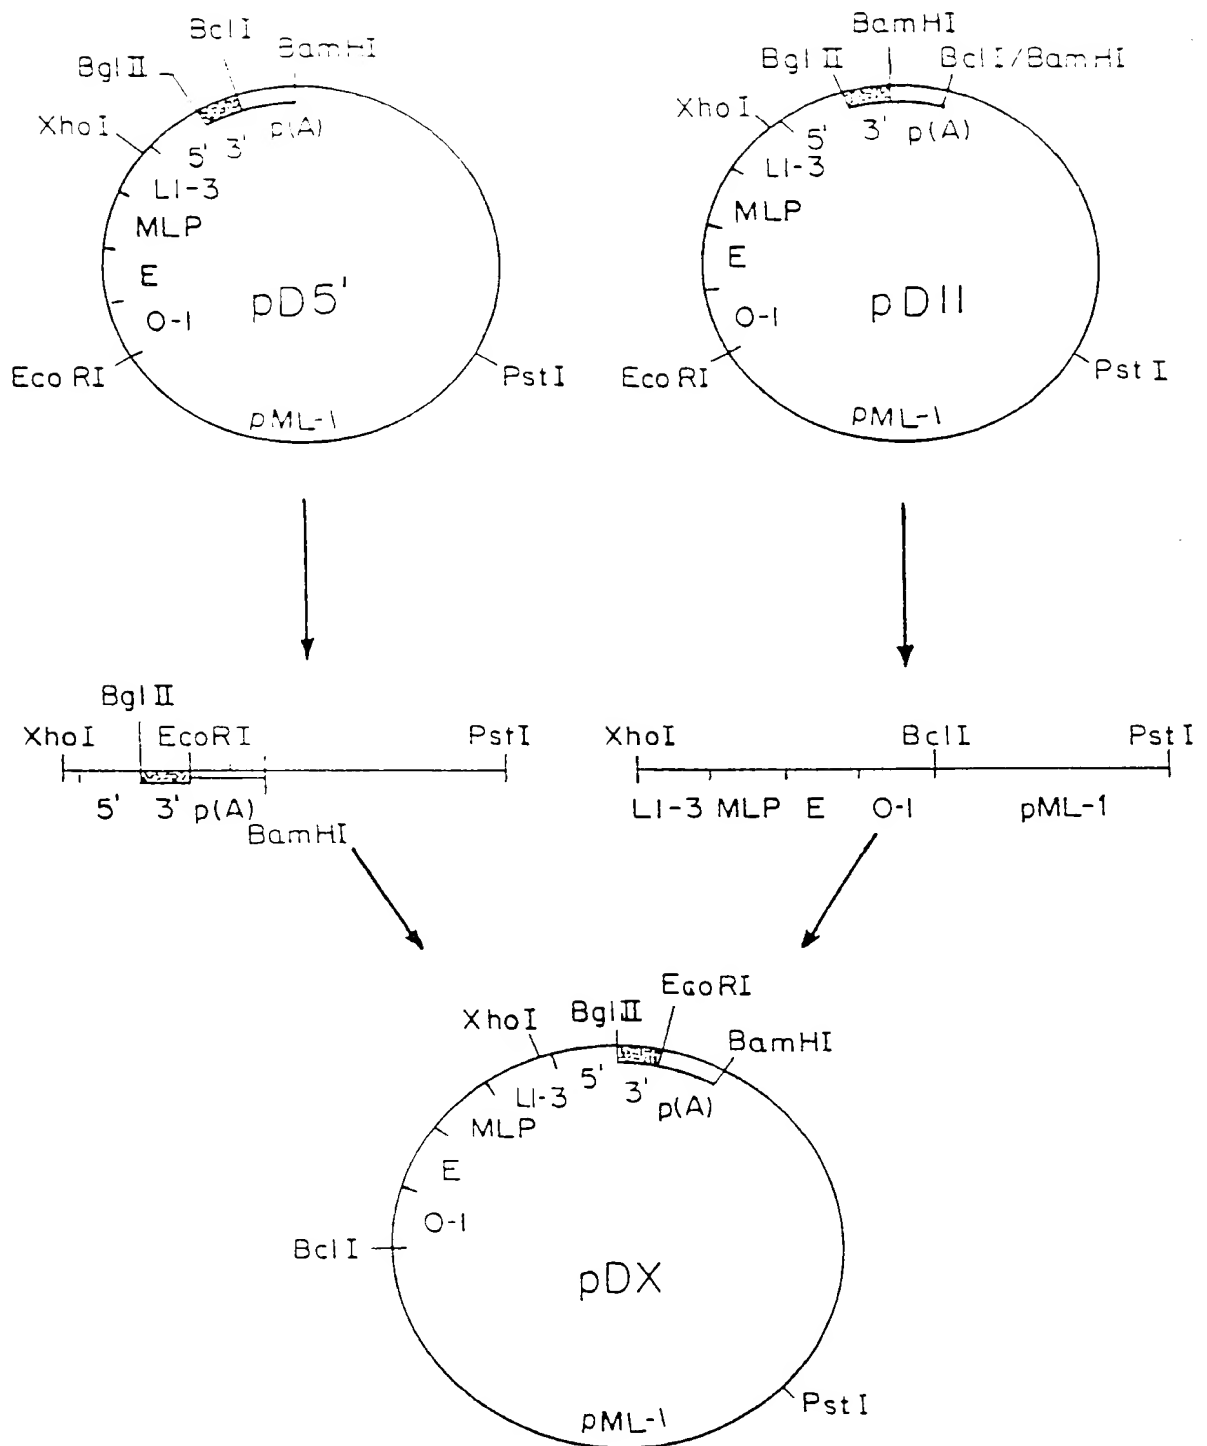 BclI
BamHI
BglII
XhoI
5'
3'
p(A)
L1-3
MLP
E
O-1
pD5'
EcoRI
PstI
pML-1
BamHI
BglII
BclI/BamHI
XhoI
5'
3'
p(A)
L1-3
MLP
E
O-1
pD11
EcoRI
PstI
pML-1
BglII
XhoI
EcoRI
PstI
5'
3'
p(A)
BamHI
XhoI
BclI
PstI
L1-3
MLP
E
O-1
pML-1
EcoRI
BglII
XhoI
BamHI
5'
3'
p(A)
L1-3
MLP
E
O-1
BclI
pDX
PstI
pML-1